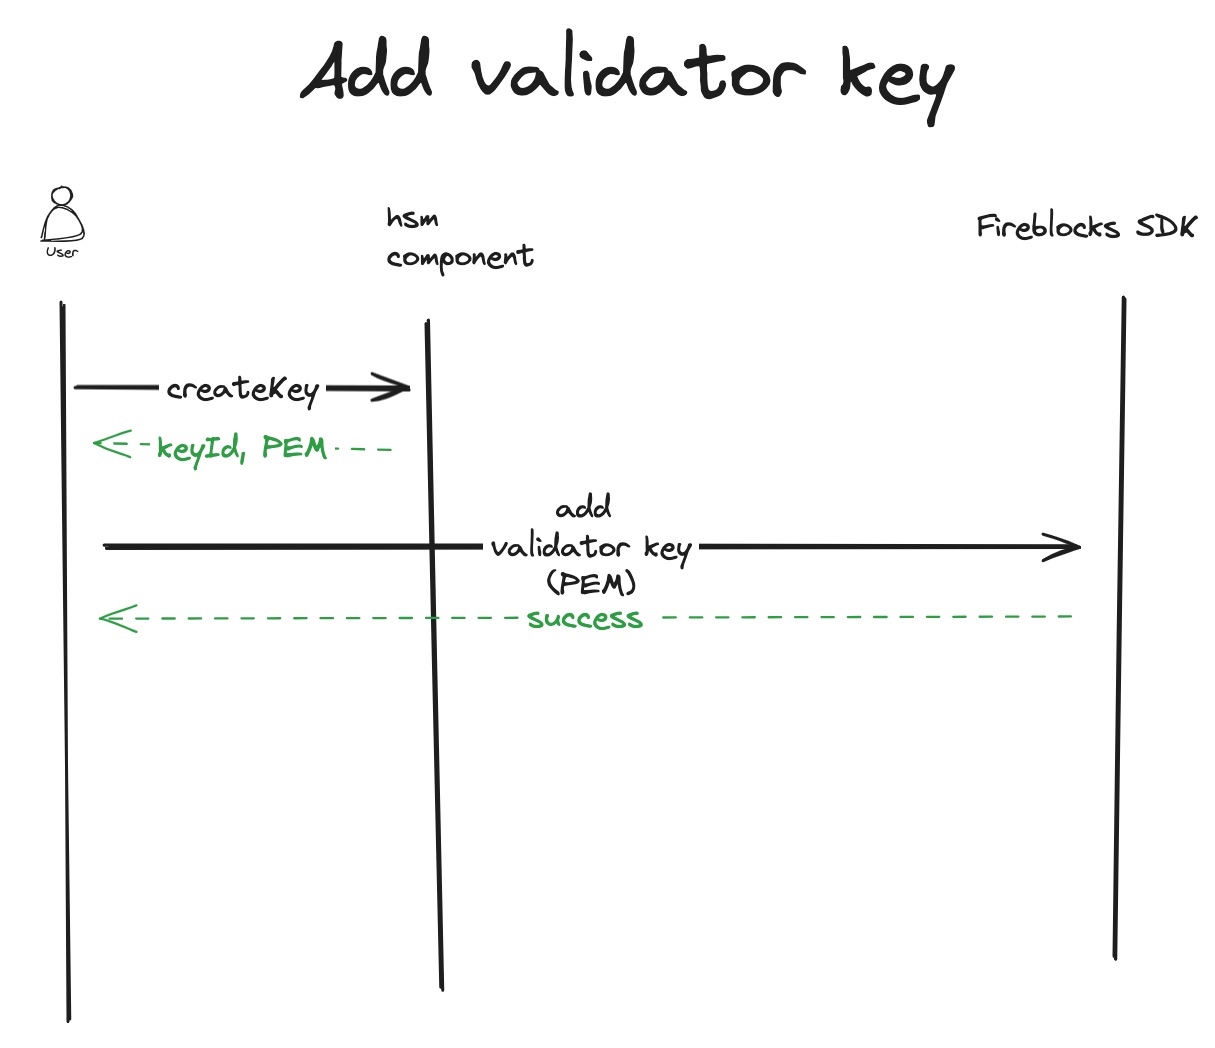 Add validator key
User
hsm
component
Fireblocks SDK
createKey
keyId, PEM
add
validator key
(PEM)
success